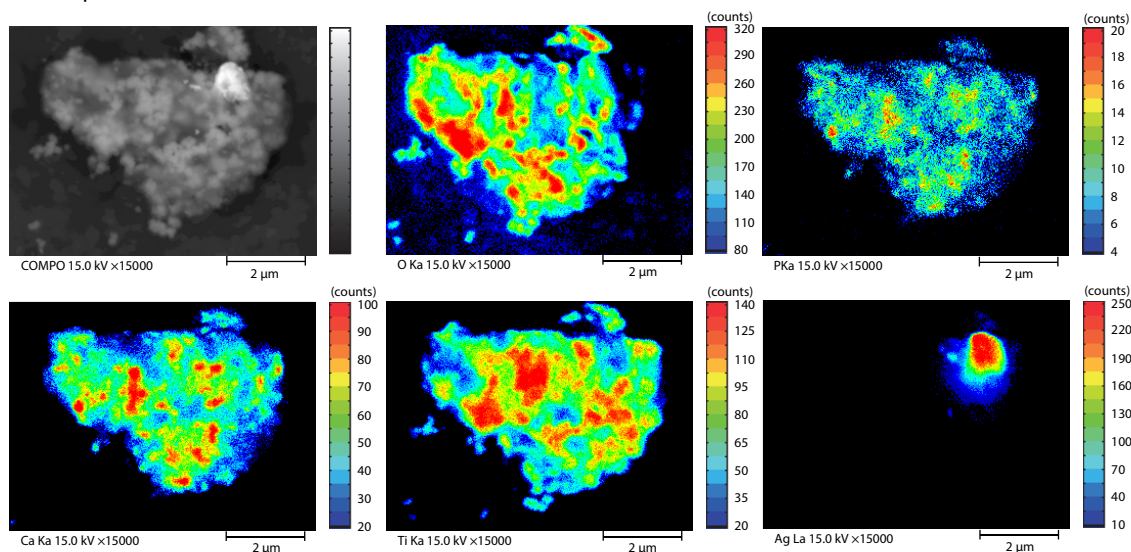 (counts)
320
290
260
230
200
170
140
110
80
(counts)
20
18
16
14
12
10
8
6
4
COMPO 15.0 kV ×15000
2 μm
O Ka 15.0 kV ×15000
2 μm
PKa 15.0 kV ×15000
2 μm
(counts)
100
90
80
70
60
50
40
30
20
(counts)
140
125
110
95
80
65
50
35
20
(counts)
250
220
190
160
130
100
70
40
10
Ca Ka 15.0 kV ×15000
2 μm
Ti Ka 15.0 kV ×15000
2 μm
Ag La 15.0 kV ×15000
2 μm